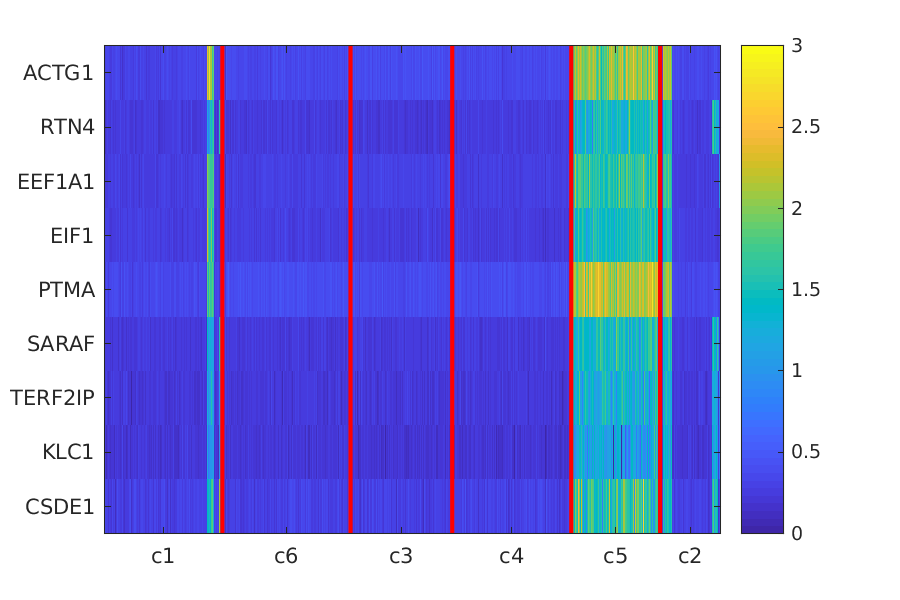 ACTG1
RTN4
EEF1A1
EIF1
PTMA
SARAF
TERF2IP
KLC1
CSDE1
c1 c6 c3 c4 c5 c2
3
2.5
2
1.5
1
0.5
0